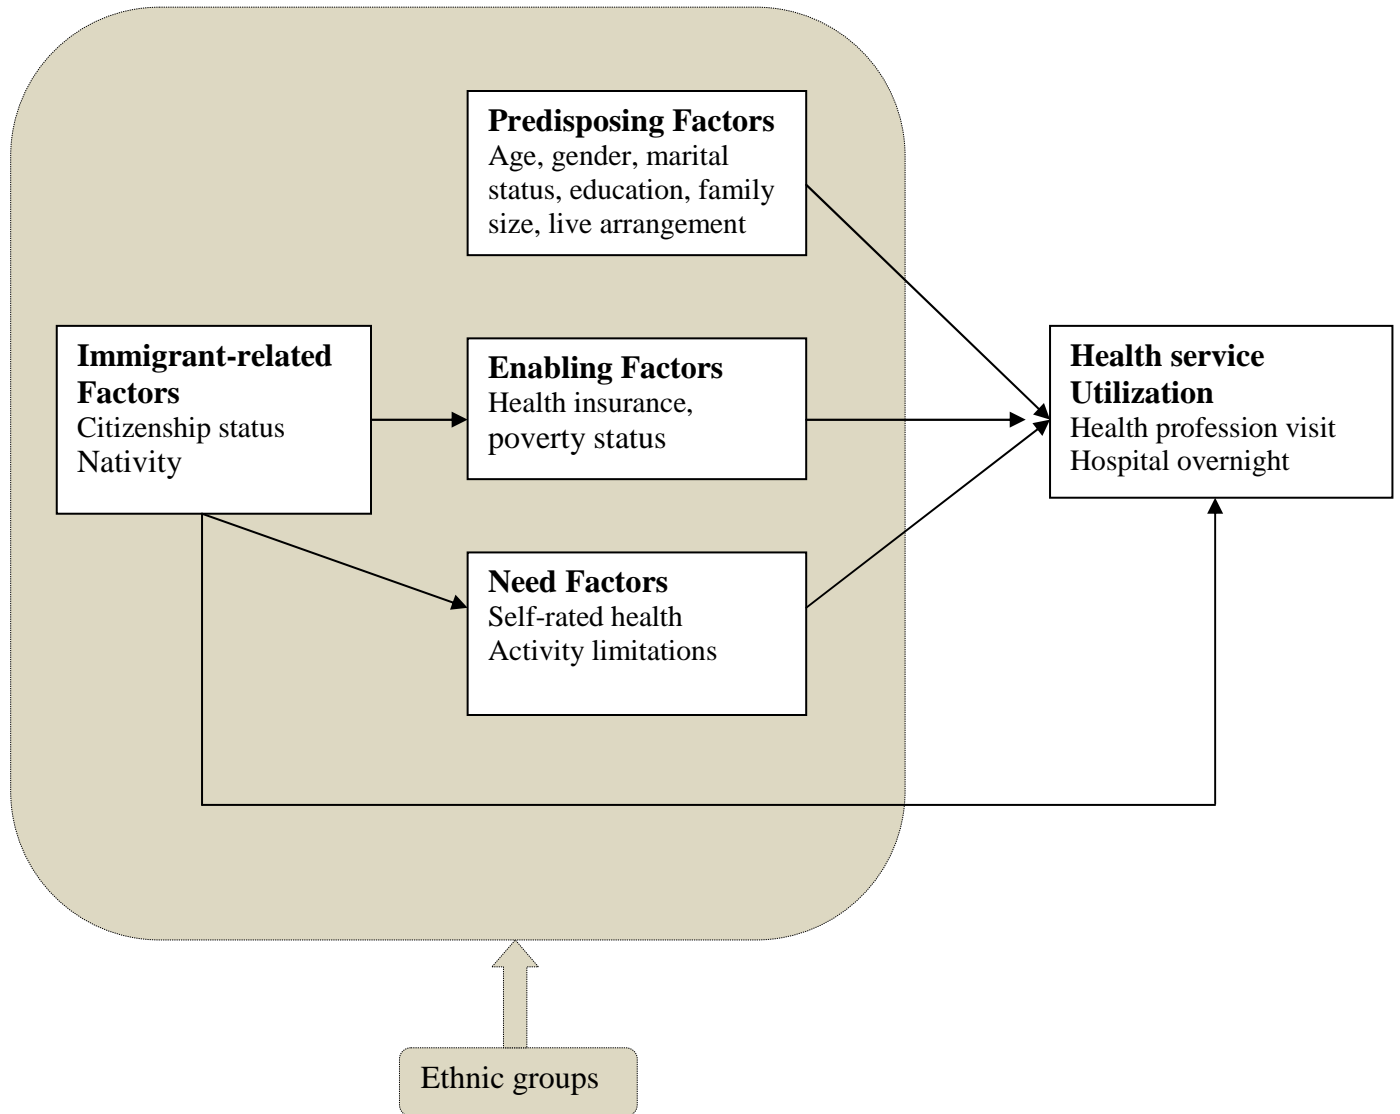 Predisposing Factors
Age, gender, marital
status, education, family
size, live arrangement
Immigrant-related
Factors
Citizenship status
Nativity
Enabling Factors
Health insurance,
poverty status
Health service
Utilization
Health profession visit
Hospital overnight
Need Factors
Self-rated health
Activity limitations
Ethnic groups